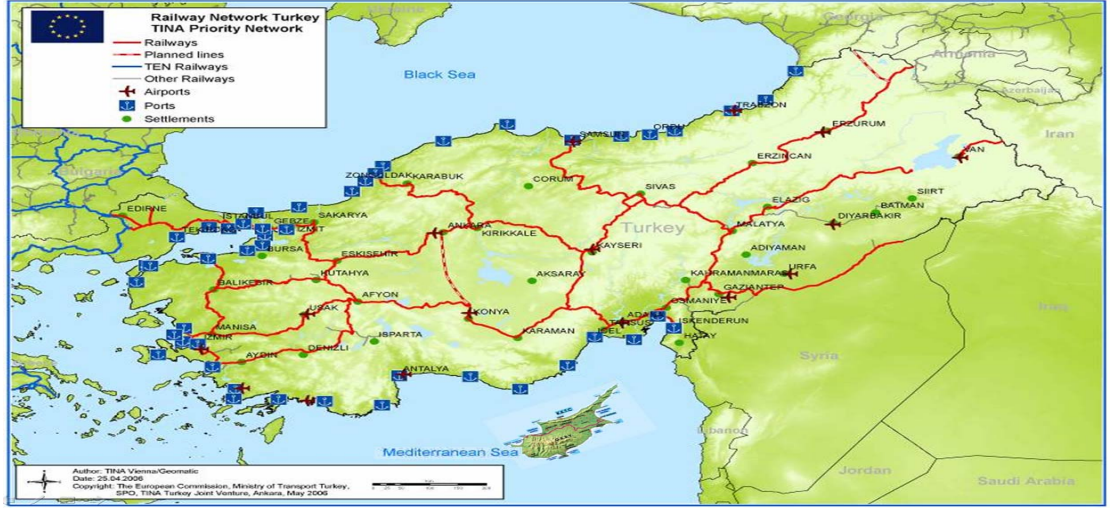 Railway Network Turkey
TINA Priority Network
Railways
Planned lines
TEN Railways
Other Railways
Airports
Ports
Settlements
Ukraine
Georgia
Armenia
Azerbaijan
Iran
Bulgaria
Black Sea
TRABZON
ORDU
SAMSUN
ERZURUM
ERZINCAN
VAN
ZONGULDAK
KARABUK
CORUM
SIVAS
SIIRT
BATMAN
ELAZIG
DIYARBAKIR
EDIRNE
ISTANBUL
GEBZE
SAKARYA
IZMIT
ANKARA
KIRIKKALE
Turkey
MALATYA
BURSA
ESKISEHIR
KAYSERI
ADIYAMAN
KUTAHYA
AKSARAY
KAHRAMANMARAS
URFA
BALIKESIR
AFYON
GAZIANTEP
USAK
KONYA
OSMANIYE
ADANA
TARSUS
ISKENDERUN
MANISA
IZMIR
ISPARTA
KARAMAN
ICEL
HATAY
Iraq
AYDIN
DENIZLI
Syria
ANTALYA
Lebanon
Mediterranean Sea
Jordan
Saudi Arabia
Author: TINA Vienna/Geomatic
Date: 25.04.2006
Copyright: The European Commission, Ministry of Transport Turkey,
SPO, TINA Turkey Joint Venture, Ankara, May 2006